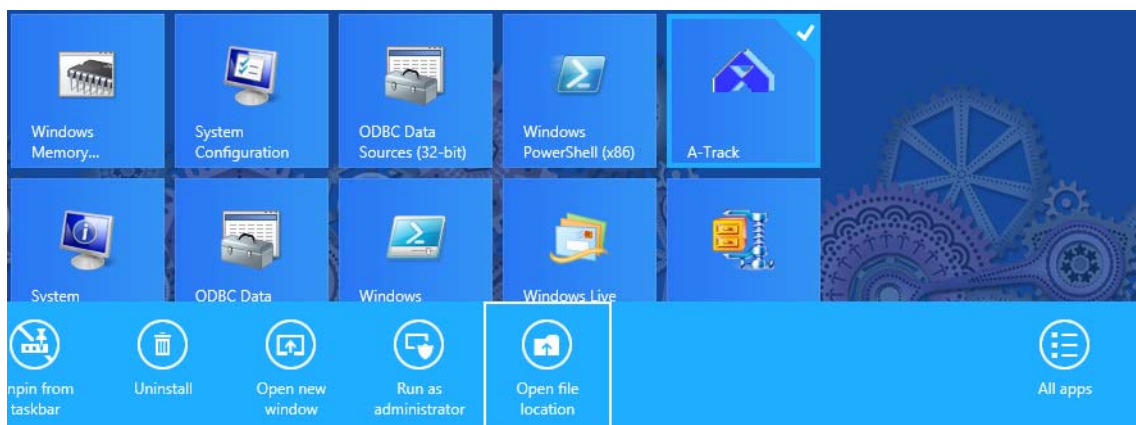 Windows
Memory...
System
Configuration
ODBC Data
Sources (32-bit)
Windows
PowerShell (x86)
A-Track
System
ODBC Data
Windows
Windows Live
npin from
taskbar
Uninstall
Open new
window
Run as
administrator
Open file
location
All apps